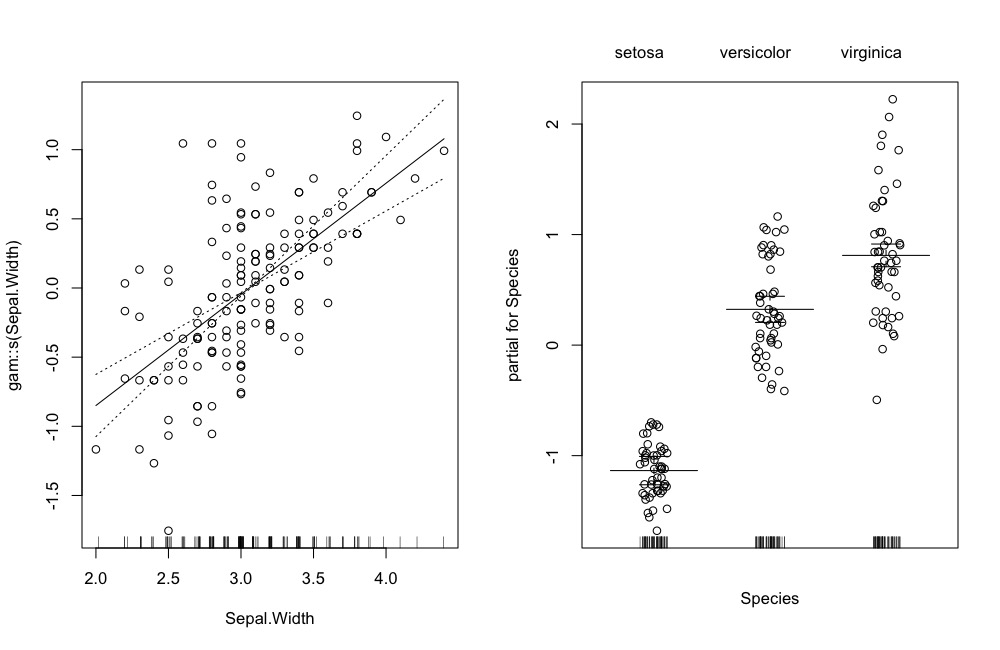 gam::s(Sepal.Width)
1.0
0.5
0.0
-0.5
-1.0
-1.5
2.0 2.5 3.0 3.5 4.0
Sepal.Width
setosa versicolor virginica
partial for Species
2
1
0
-1
Species